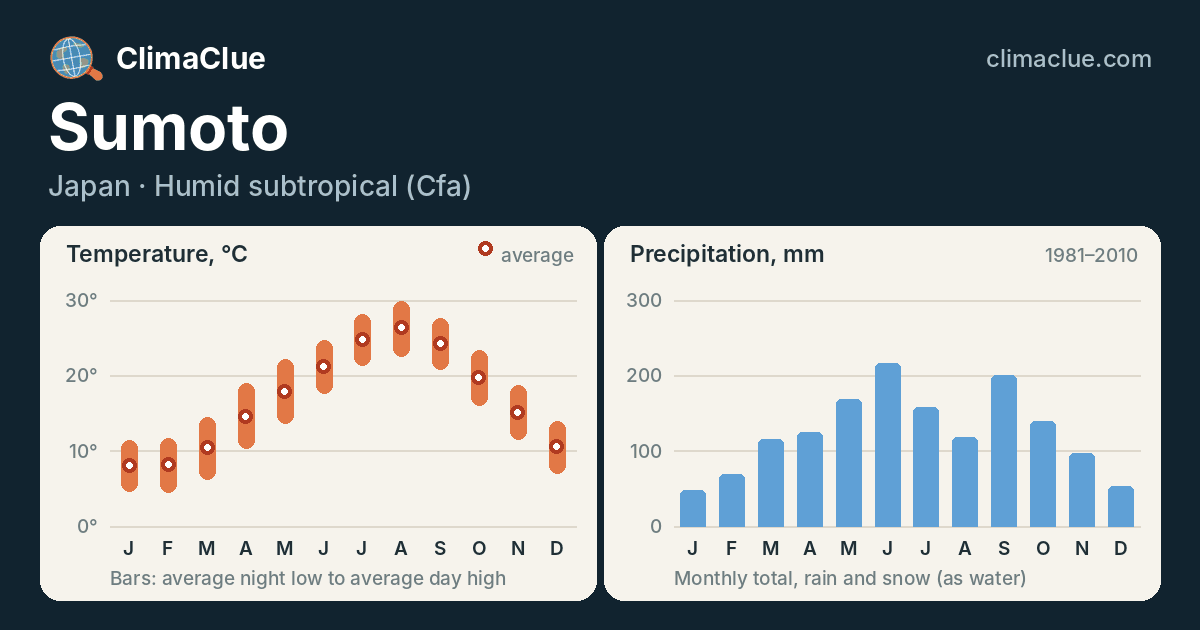 ClimaClue
climaclue.com
Sumoto
Japan · Humid subtropical (Cfa)
Temperature, °C
average
30°
20°
10°
0°
J F M A M J J A S O N D
Bars: average night low to average day high
Precipitation, mm
1981–2010
300
200
100
0
J F M A M J J A S O N D
Monthly total, rain and snow (as water)